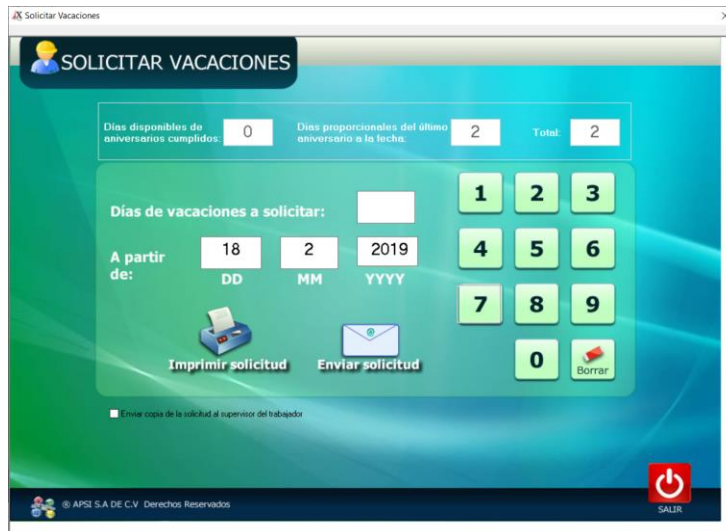 Solicitar Vacaciones
SOLICITAR VACACIONES
Días disponibles de
aniversarios cumplidos:
0
Días proporcionales del último
aniversario a la fecha:
2
Total:
2
Días de vacaciones a solicitar:
A partir
de:
18
2
2019
DD
MM
YYYY
Imprimir solicitud
Enviar solicitud
1 2 3
4 5 6
7 8 9
0 Borrar
Enviar copia de la solicitud al supervisor del trabajador
® APSI S.A DE C.V Derechos Reservados
SALIR